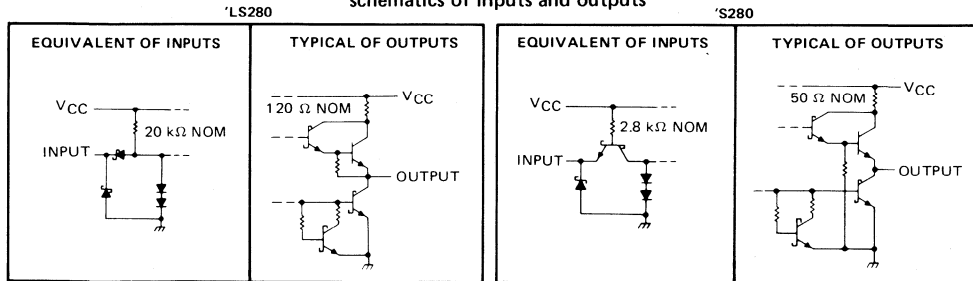 schematics of inputs and outputs
'LS280
'S280
EQUIVALENT OF INPUTS
TYPICAL OF OUTPUTS
EQUIVALENT OF INPUTS
TYPICAL OF OUTPUTS
VCC
20 kΩ NOM
INPUT
120 Ω NOM
VCC
OUTPUT
VCC
2.8 kΩ NOM
INPUT
50 Ω NOM
VCC
OUTPUT